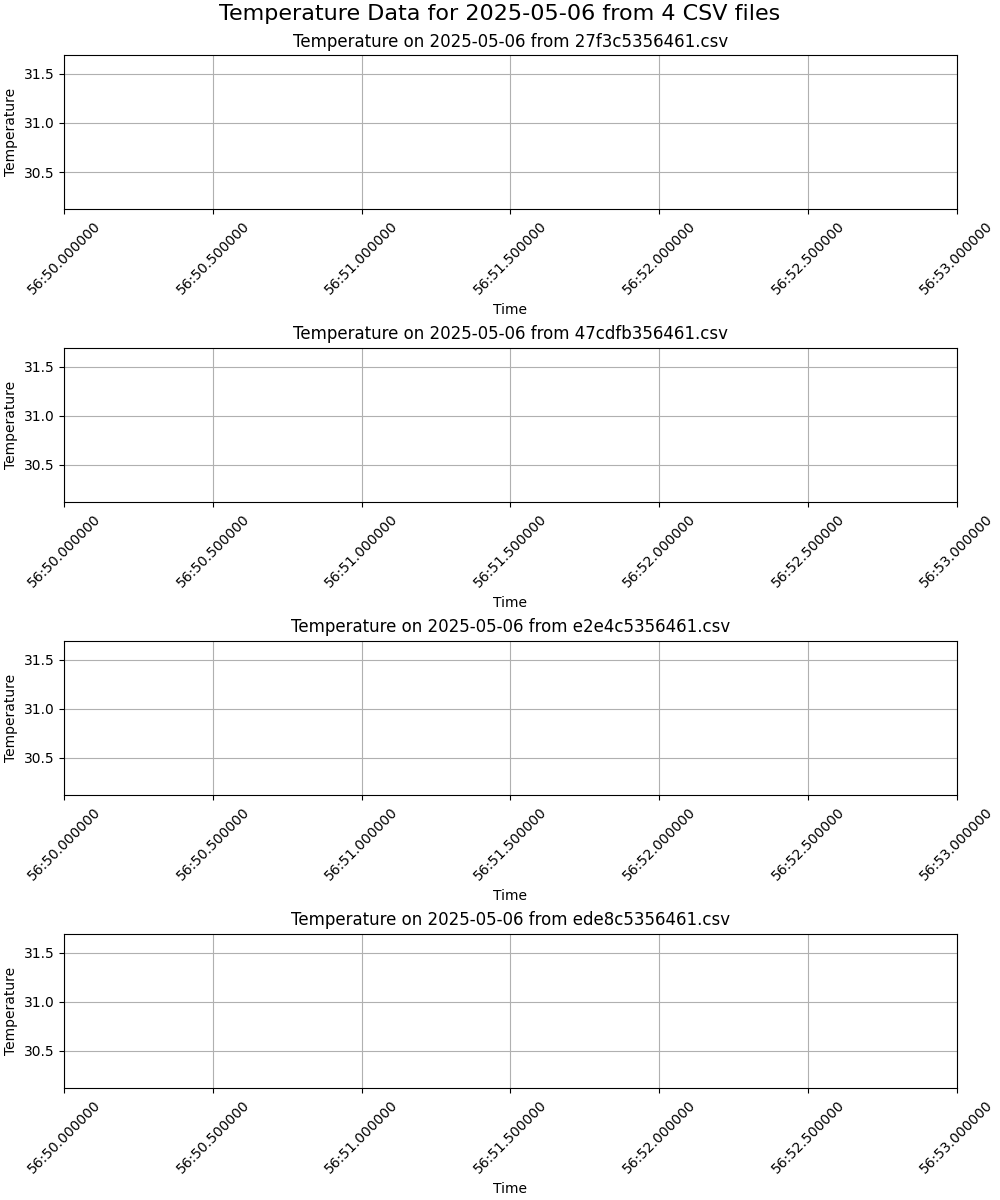 Temperature Data for 2025-05-06 from 4 CSV files
Temperature on 2025-05-06 from 27f3c5356461.csv
Temperature
31.5
31.0
30.5
56:50.000000 56:50.500000 56:51.000000 56:51.500000 56:52.000000 56:52.500000 56:53.000000
Time
Temperature on 2025-05-06 from 47cdfb356461.csv
Temperature
31.5
31.0
30.5
56:50.000000 56:50.500000 56:51.000000 56:51.500000 56:52.000000 56:52.500000 56:53.000000
Time
Temperature on 2025-05-06 from e2e4c5356461.csv
Temperature
31.5
31.0
30.5
56:50.000000 56:50.500000 56:51.000000 56:51.500000 56:52.000000 56:52.500000 56:53.000000
Time
Temperature on 2025-05-06 from ede8c5356461.csv
Temperature
31.5
31.0
30.5
56:50.000000 56:50.500000 56:51.000000 56:51.500000 56:52.000000 56:52.500000 56:53.000000
Time